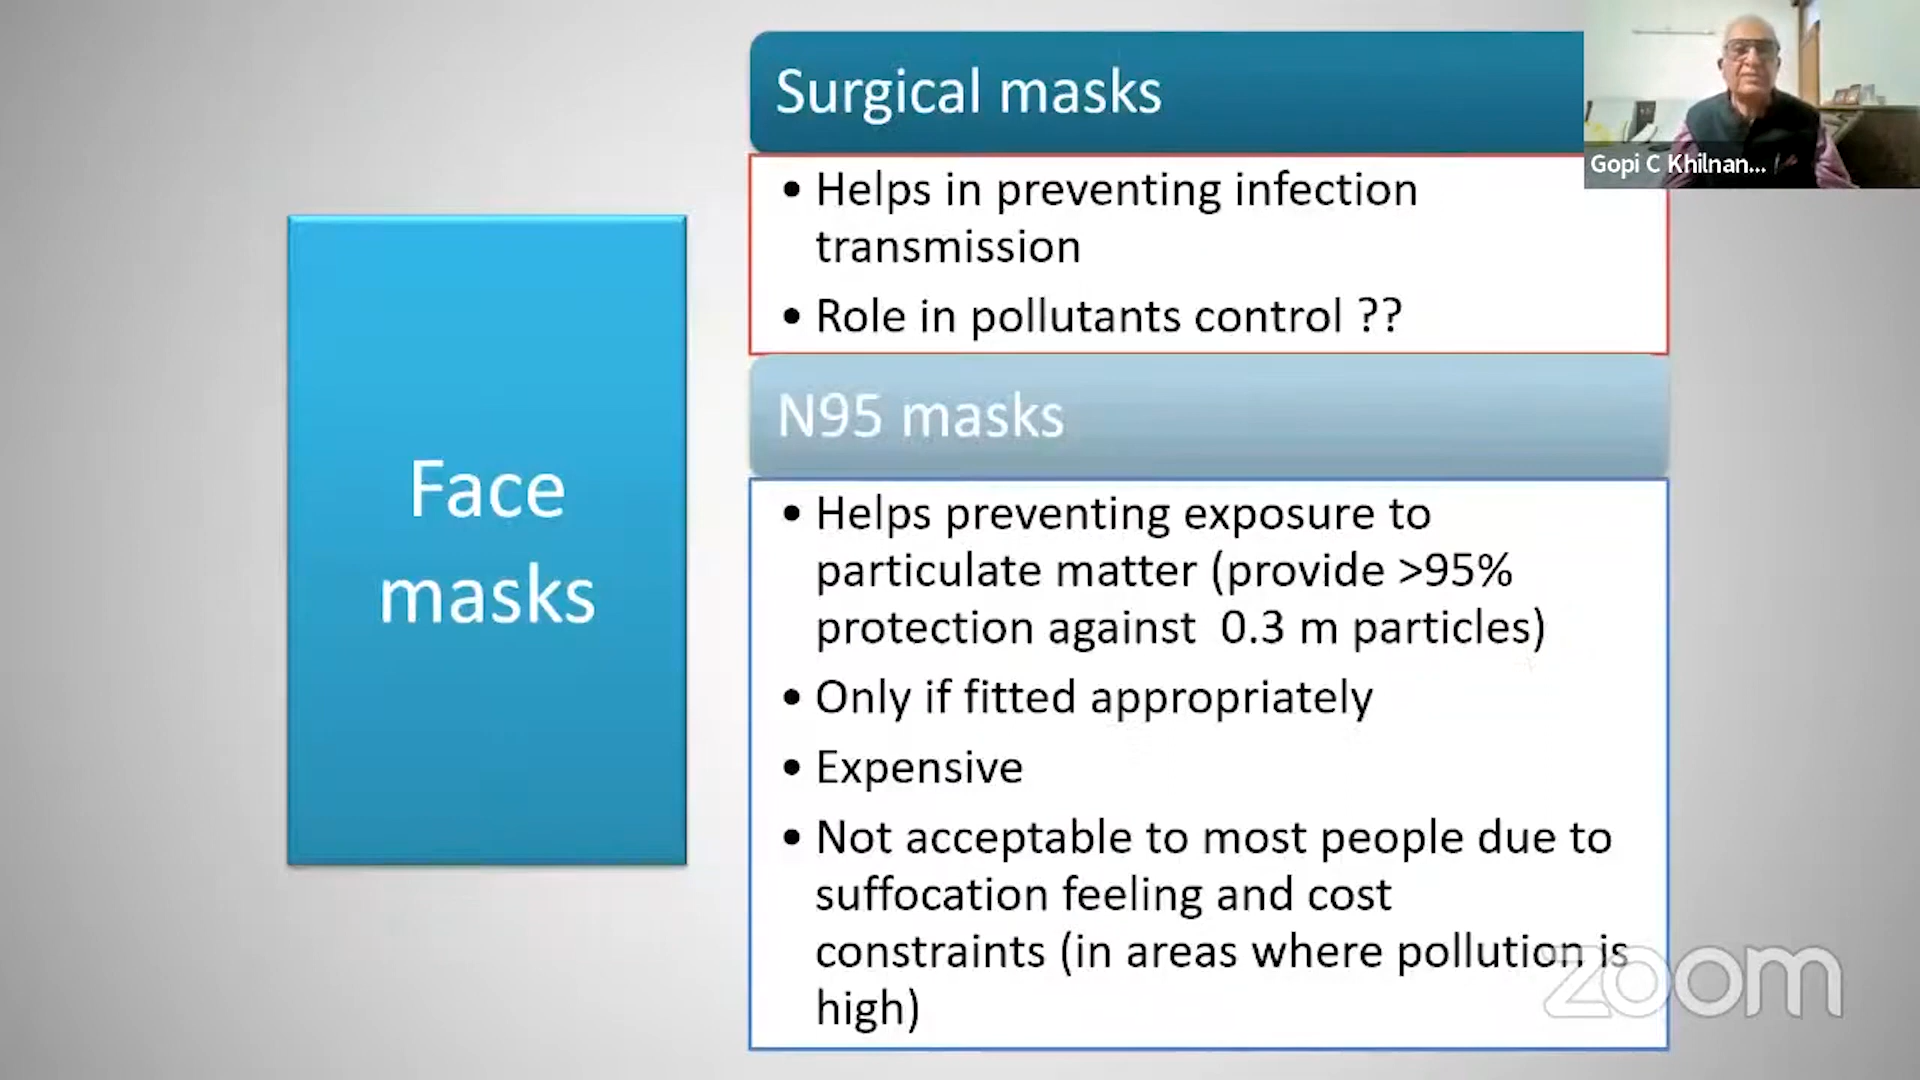 Surgical masks
Gopi C Khilnan...
• Helps in preventing infection
transmission
• Role in pollutants control ??
Face
masks
N95 masks
• Helps preventing exposure to
particulate matter (provide >95%
protection against  0.3 m particles)
• Only if fitted appropriately
• Expensive
• Not acceptable to most people due to
suffocation feeling and cost
constraints (in areas where pollution is
high)
zoom